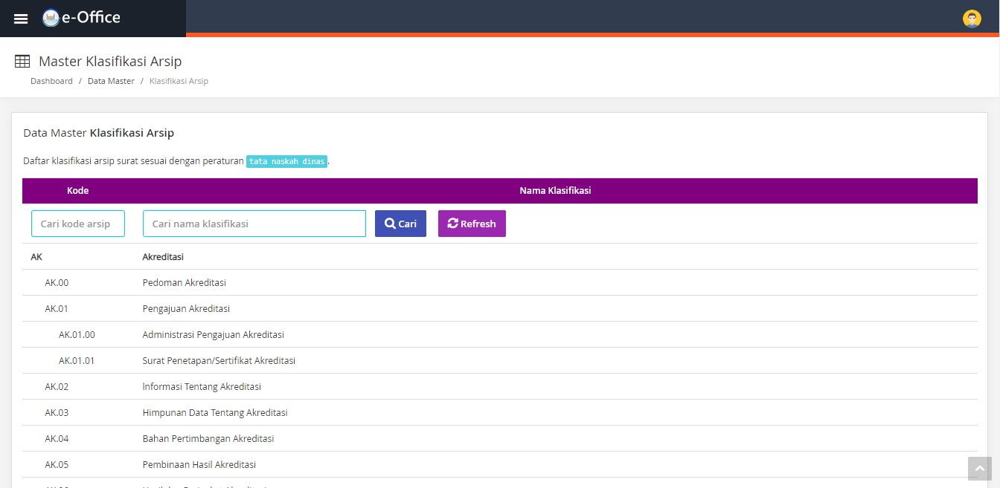 e-Office
Master Klasifikasi Arsip
Dashboard / Data Master / Klasifikasi Arsip
Data Master Klasifikasi Arsip
Daftar klasifikasi arsip surat sesuai dengan peraturan tata naskah dinas.
Kode Nama Klasifikasi
Cari kode arsip Cari nama klasifikasi Cari Refresh
AK Akreditasi
AK.00 Pedoman Akreditasi
AK.01 Pengajuan Akreditasi
AK.01.00 Administrasi Pengajuan Akreditasi
AK.01.01 Surat Penetapan/Sertifikat Akreditasi
AK.02 Informasi Tentang Akreditasi
AK.03 Himpunan Data Tentang Akreditasi
AK.04 Bahan Pertimbangan Akreditasi
AK.05 Pembinaan Hasil Akreditasi